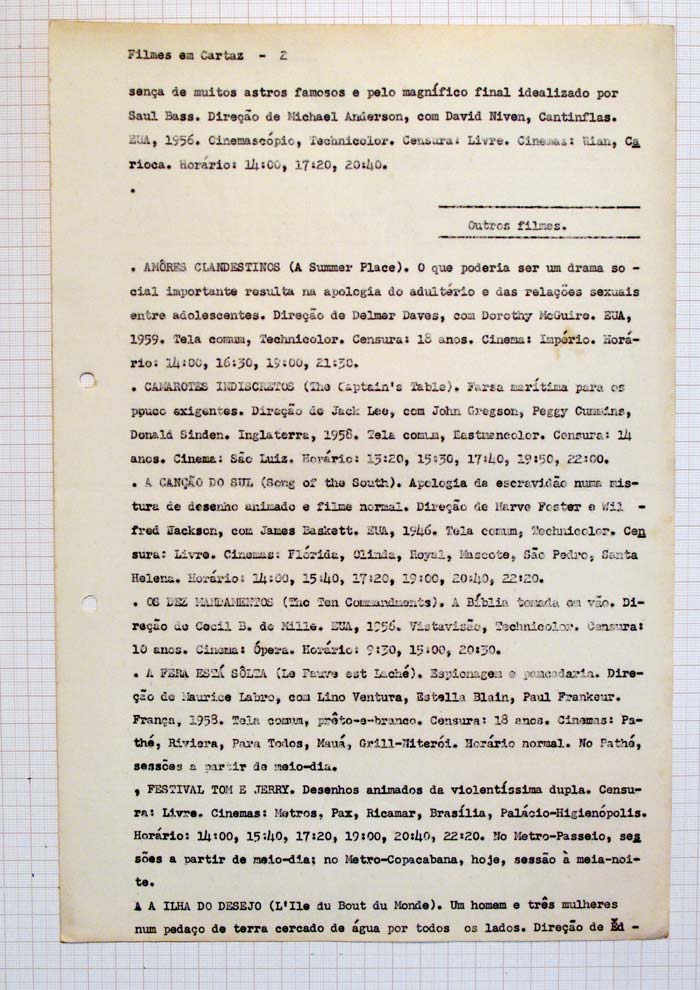 Filmes em Cartaz - 2
sença de muitos astros famosos e pelo magnífico final idealizado por
Saul Bass. Direção de Michael Anderson, com David Niven, Cantinflas.
EUA, 1956. Cinemascópio, Technicolor. Censura: Livre. Cinemas: Rian, Ca
rioca. Horário: 14:00, 17:20, 20:40.
.
Outros filmes.
. AMÔRES CLANDESTINOS (A Summer Place). O que poderia ser um drama so -
cial importante resulta na apologia do adultério e das relações sexuais
entre adolescentes. Direção de Delmer Daves, com Dorothy McGuire. EUA,
1959. Tela comum, Technicolor. Censura: 18 anos. Cinema: Império. Horá-
rio: 14:00, 16:30, 19:00, 21:30.
. CAMAROTES INDISCRETOS (The Captain's Table). Farsa marítima para os
ppuco exigentes. Direção de Jack Lee, com John Gregson, Peggy Cummins,
Donald Sinden. Inglaterra, 1958. Tela comum, Eastmancolor. Censura: 14
anos. Cinema: São Luiz. Horário: 13:20, 15:30, 17:40, 19:50, 22:00.
. A CANÇÃO DO SUL (Song of the South). Apologia da escravidão numa mis-
tura de desenho animado e filme normal. Direção de Harve Foster e Wil -
fred Jackson, com James Baskett. EUA, 1946. Tela comum, Technicolor. Cen
sura: Livre. Cinemas: Flórida, Olinda, Royal, Mascote, São Pedro, Santa
Helena. Horário: 14:00, 15:40, 17:20, 19:00, 20:40, 22:20.
. OS DEZ MANDAMENTOS (The Ten Commandments). A Bíblia tomada em vão. Di-
reção de Cecil B. de Mille. EUA, 1956. Vistavisão, Technicolor. Censura:
10 anos. Cinema: Ópera. Horário: 9:30, 15:00, 20:30.
. A FERA ESTÁ SÔLTA (Le Fauve est Laché). Espionagem e pancadaria. Dire-
ção de Maurice Labro, com Lino Ventura, Estella Blain, Paul Frankeur.
França, 1958. Tela comum, prêto-e-branco. Censura: 18 anos. Cinemas: Pa-
thé, Riviera, Para Todos, Mauá, Grill-Niterói. Horário normal. No Pathé,
sessões a partir de meio-dia.
, FESTIVAL TOM E JERRY. Desenhos animados da violentíssima dupla. Censu-
ra: Livre. Cinemas: Metros, Pax, Ricamar, Brasília, Palácio-Higienópolis.
Horário: 14:00, 15:40, 17:20, 19:00, 20:40, 22:20. No Metro-Passeio, ses
sões a partir de meio-dia; no Metro-Copacabana, hoje, sessão à meia-noi-
te.
A A ILHA DO DESEJO (L'Ile du Bout du Monde). Um homem e três mulheres
num pedaço de terra cercado de água por todos os lados. Direção de Ed -